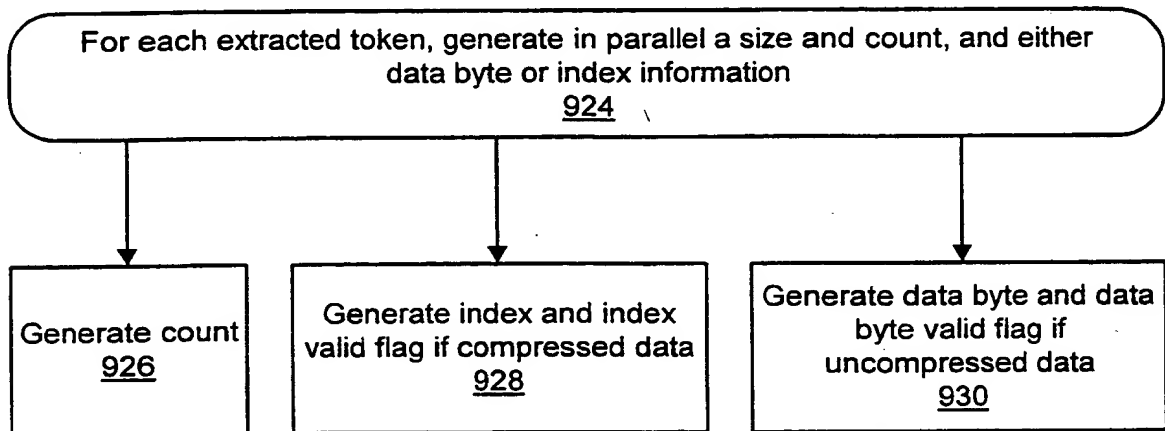 For each extracted token, generate in parallel a size and count, and either
data byte or index information
924
Generate count
926
Generate index and index
valid flag if compressed data
928
Generate data byte and data
byte valid flag if
uncompressed data
930